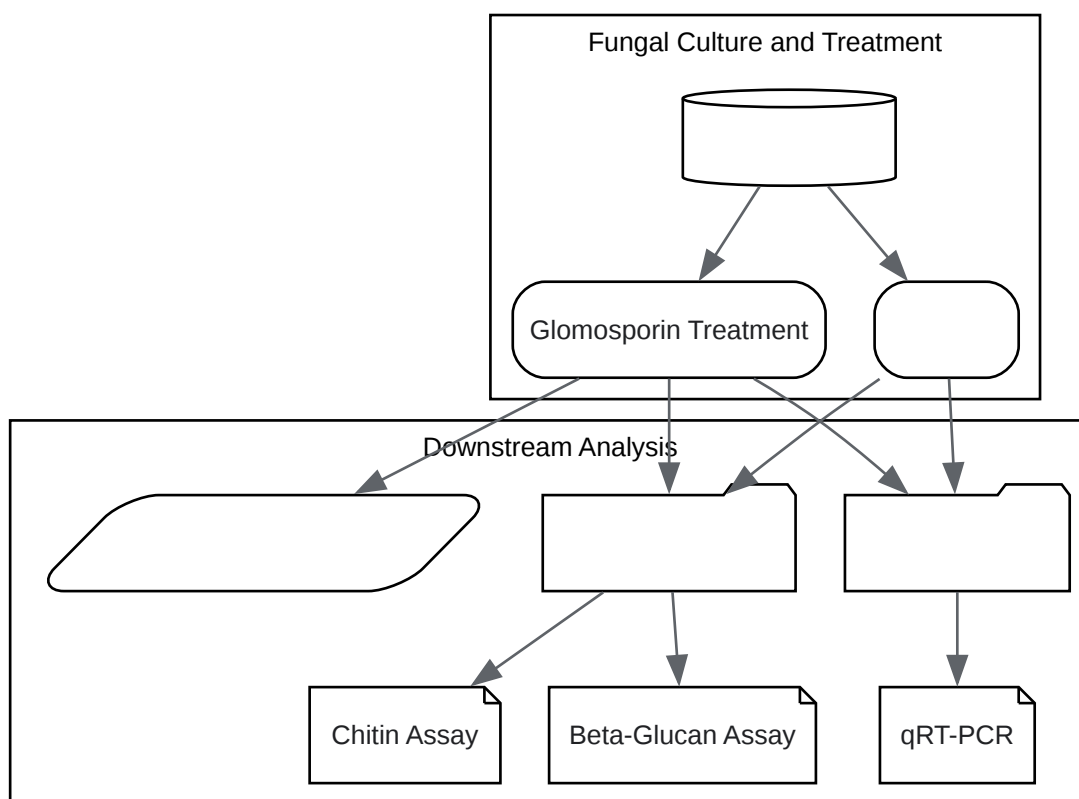 Fungal Culture and Treatment
Glomosporin Treatment
Downstream Analysis
Chitin Assay
Beta-Glucan Assay
qRT-PCR